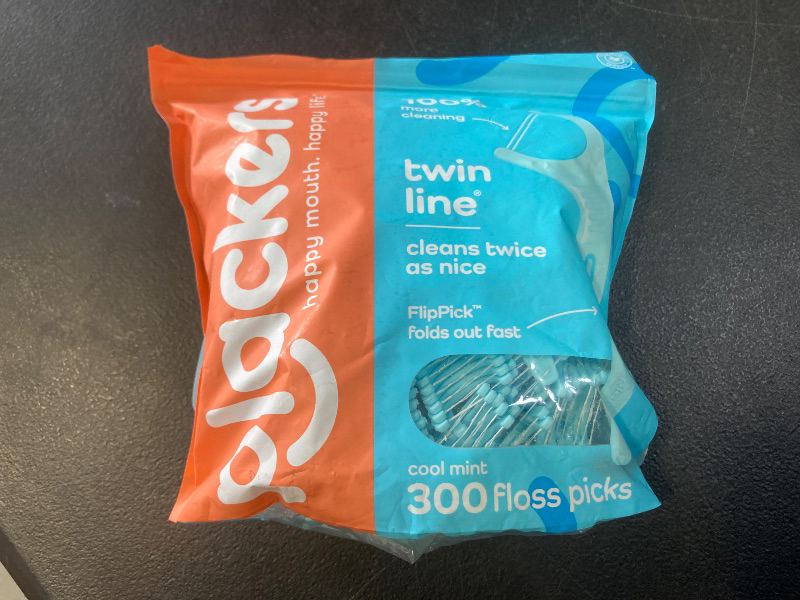 plackers
happy mouth. happy life
100%
more
cleaning
twin
line®
cleans twice
as nice
FlipPick™
folds out fast
cool mint
300 floss picks